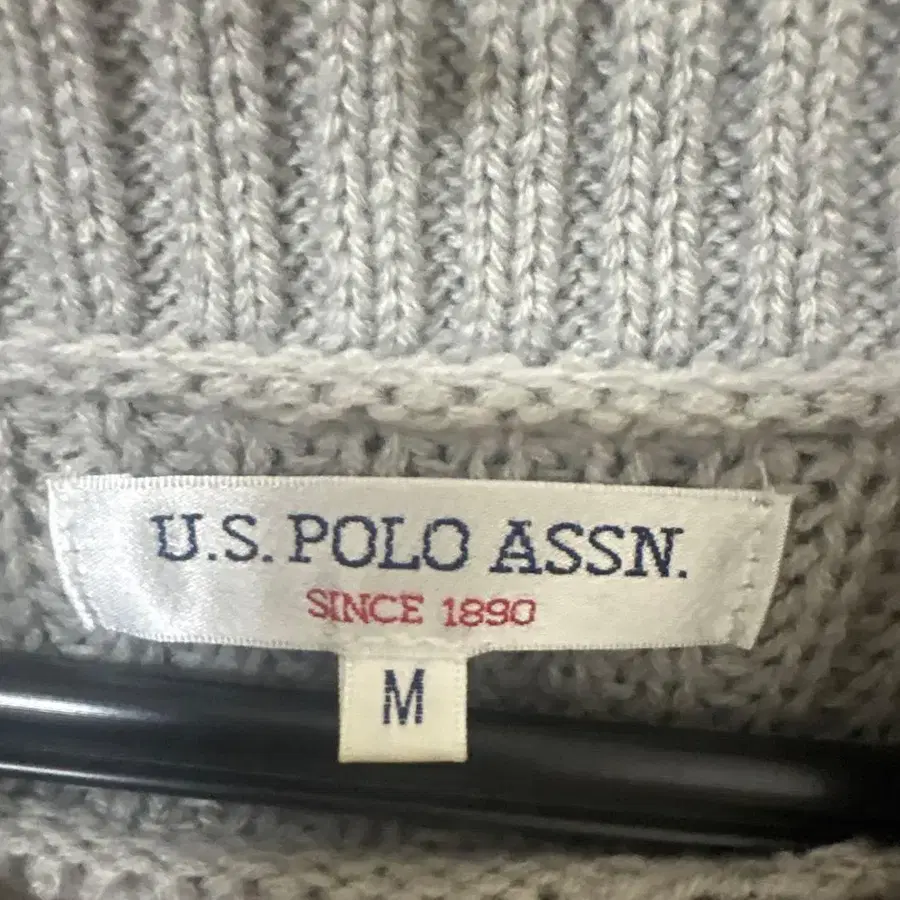 U.S. POLO ASSN.
SINCE 1890
M